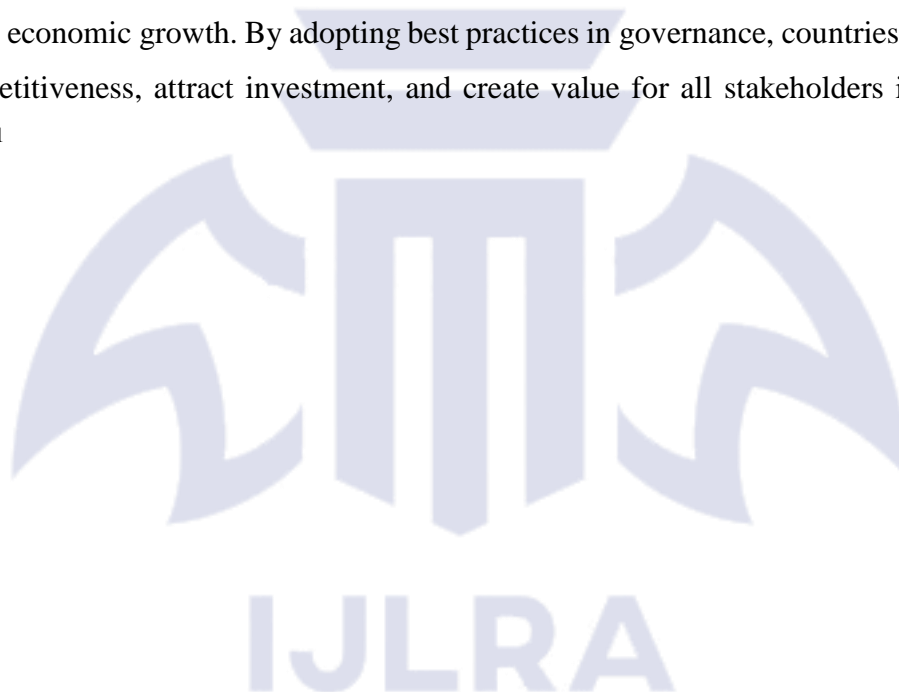 economic growth. By adopting best practices in governance, countries
etitiveness, attract investment, and create value for all stakeholders
IJLRA